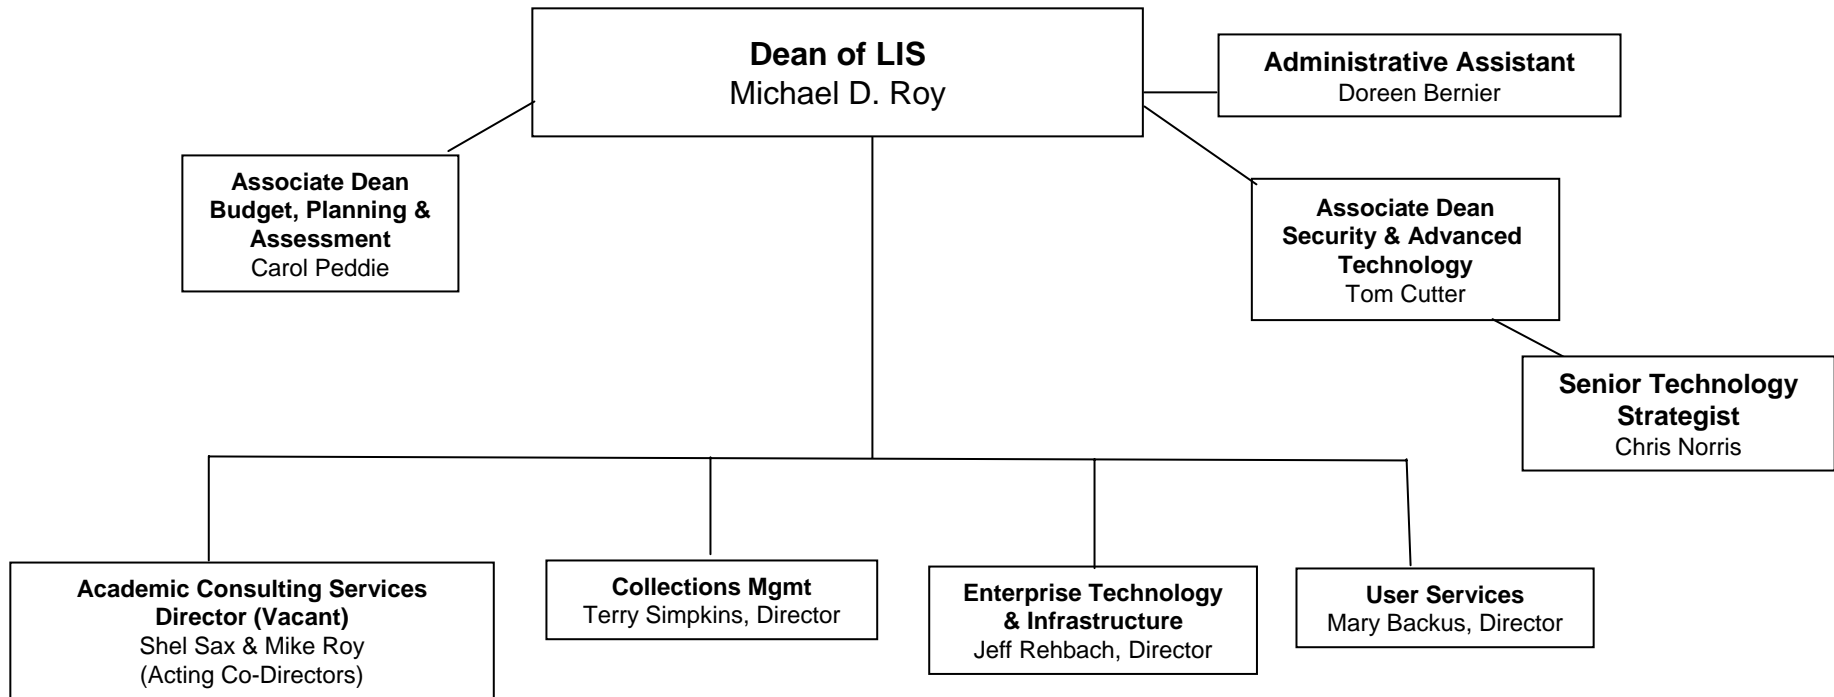 Dean of LIS
Michael D. Roy
Administrative Assistant
Doreen Bernier
Associate Dean
Budget, Planning &
Assessment
Carol Peddie
Associate Dean
Security & Advanced
Technology
Tom Cutter
Senior Technology
Strategist
Chris Norris
Academic Consulting Services
Director (Vacant)
Shel Sax & Mike Roy
(Acting Co-Directors)
Collections Mgmt
Terry Simpkins, Director
Enterprise Technology
& Infrastructure
Jeff Rehbach, Director
User Services
Mary Backus, Director